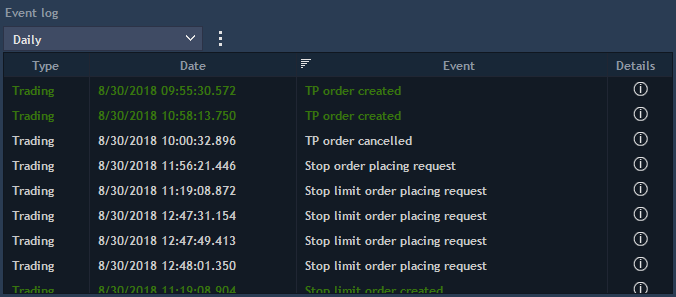 Event log
Daily
Type Date Event Details
Trading 8/30/2018 09:55:30.572 TP order created
Trading 8/30/2018 10:58:13.750 TP order created
Trading 8/30/2018 10:00:32.896 TP order cancelled
Trading 8/30/2018 11:56:21.446 Stop order placing request
Trading 8/30/2018 11:19:08.872 Stop limit order placing request
Trading 8/30/2018 12:47:31.154 Stop limit order placing request
Trading 8/30/2018 12:47:49.413 Stop limit order placing request
Trading 8/30/2018 12:48:01.350 Stop limit order placing request
Trading 8/30/2018 11:19:08.904 Stop limit order created